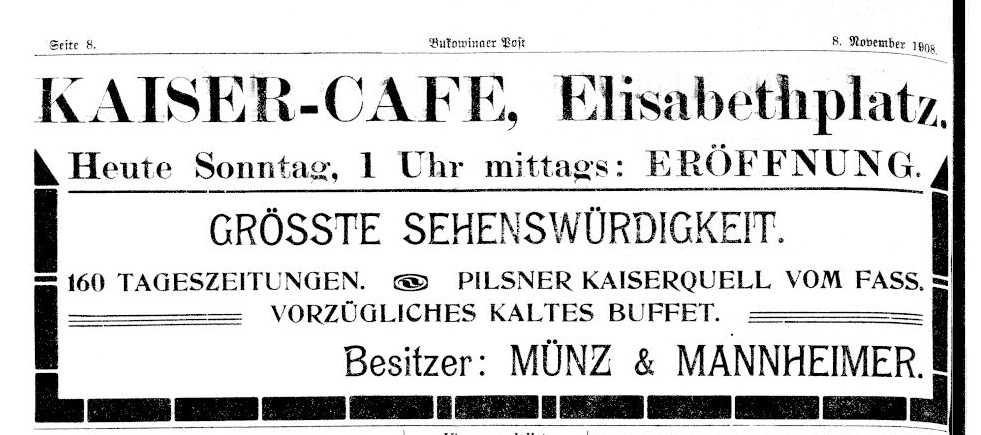 Seite 8.
Bukowinaer Post
8. November 1908.
KAISER-CAFE, Elisabethplatz.
Heute Sonntag, 1 Uhr mittags: ERÖFFNUNG.
GRÖSSTE SEHENSWÜRDIGKEIT.
160 TAGESZEITUNGEN. PILSNER KAISERQUELL VOM FASS.
VORZÜGLICHES KALTES BUFFET.
Besitzer: MÜNZ & MANNHEIMER.